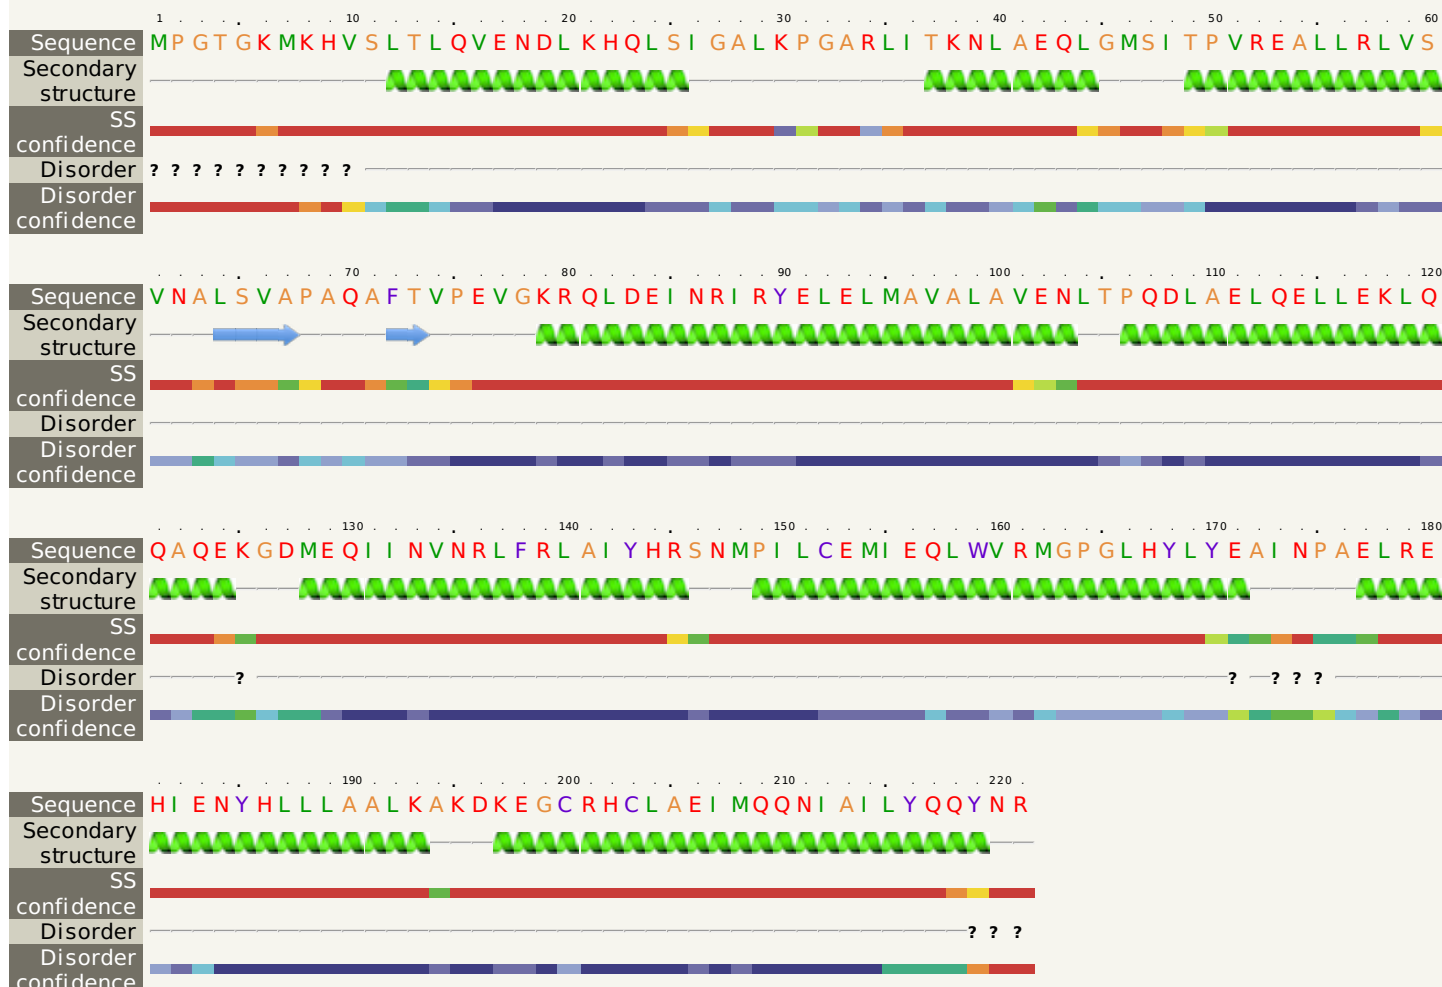 1 . . . . . . . . 10 . . . . . . . . . 20 . . . . . . . . . 30 . . . . . . . . . 40 . . . . . . . . . 50 . . . . . . . . . 60
Sequence MPGTGKMKHVSLTLQVENDLKHQLSIGALKPGARLITKNLAEQLGMSITPVREALLRLVS
Secondary
structure
SS
confidence
Disorder ? ? ? ? ? ? ? ? ? ?
Disorder
confidence
. . . . . . . . . 70 . . . . . . . . . 80 . . . . . . . . . 90 . . . . . . . . . 100 . . . . . . . . . 110 . . . . . . . . . 120
Sequence VNALSVAPAQAFTVPEVGKRQLDEINRIRYELELMAVALAVENLTPQDLAELQELLEKLQ
Secondary
structure
SS
confidence
Disorder
Disorder
confidence
. . . . . . . . . 130 . . . . . . . . . 140 . . . . . . . . . 150 . . . . . . . . . 160 . . . . . . . . . 170 . . . . . . . . . 180
Sequence QAQEKGDMEQIINVNRLFRLAIYHRSNMPILCEMIEQLWVRMGPGLHYLYEAINPAELRE
Secondary
structure
SS
confidence
Disorder ? ? ? ? ?
Disorder
confidence
. . . . . . . . . 190 . . . . . . . . . 200 . . . . . . . . . 210 . . . . . . . . . 220 .
Sequence HIENYHLLLAALKAKDKEGCRHCLAEIMQQNIAILYQQYNR
Secondary
structure
SS
confidence
Disorder ? ? ?
Disorder
confidence